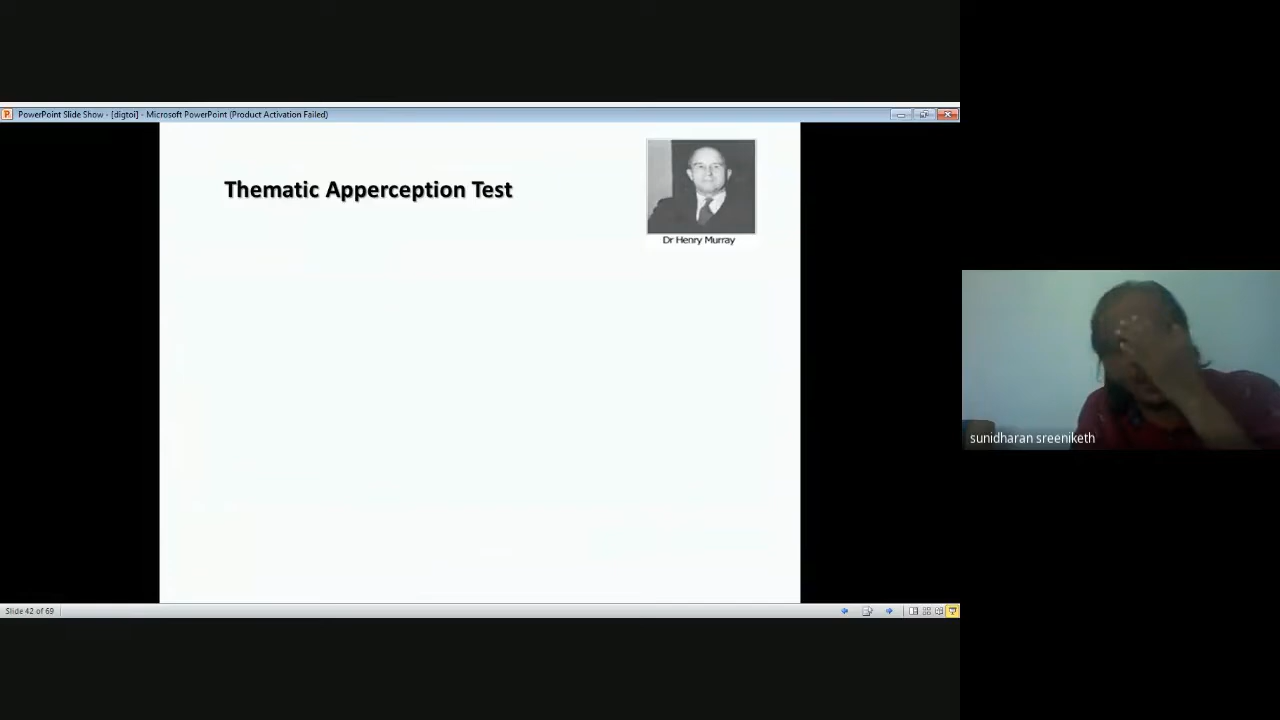 PowerPoint Slide Show - [digtoi] - Microsoft PowerPoint (Product Activation Failed)
Thematic Apperception Test
Dr Henry Murray
sunidharan sreeniketh
Slide 42 of 69